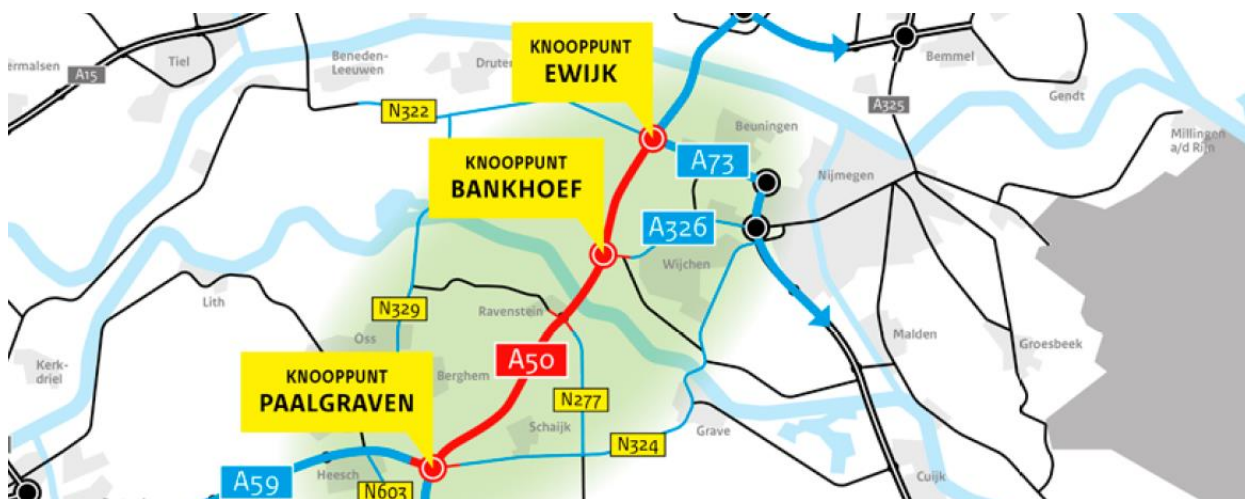 KNOOPPUNT
EWIJK
Bemmel
Tiel
Beneden-
Leeuwen
Druten
ermalsen
A15
Gendt
A325
N322
Beuningen
Millingen
a/d Rijn
KNOOPPUNT
BANKHOEF
A73
Nijmegen
A326
Wijchen
Lith
N329
Ravenstein
Oss
Malden
Groesbeek
Kerk-
driel
A50
KNOOPPUNT
PAALGRAVEN
Berghem
N277
Schaijk
N324
Grave
Heesch
A59
N603
Cuijk